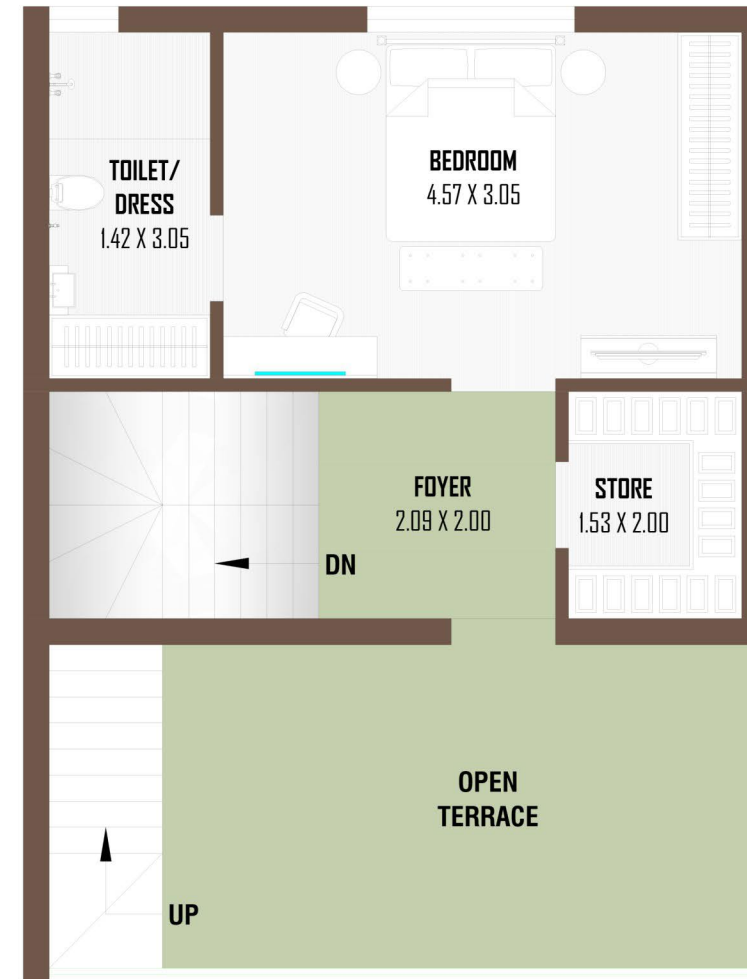 TOILET/
DRESS
1.42 X 3.05
BEDROOM
4.57 X 3.05
FOYER
2.09 X 2.00
STORE
1.53 X 2.00
DN
OPEN
TERRACE
UP